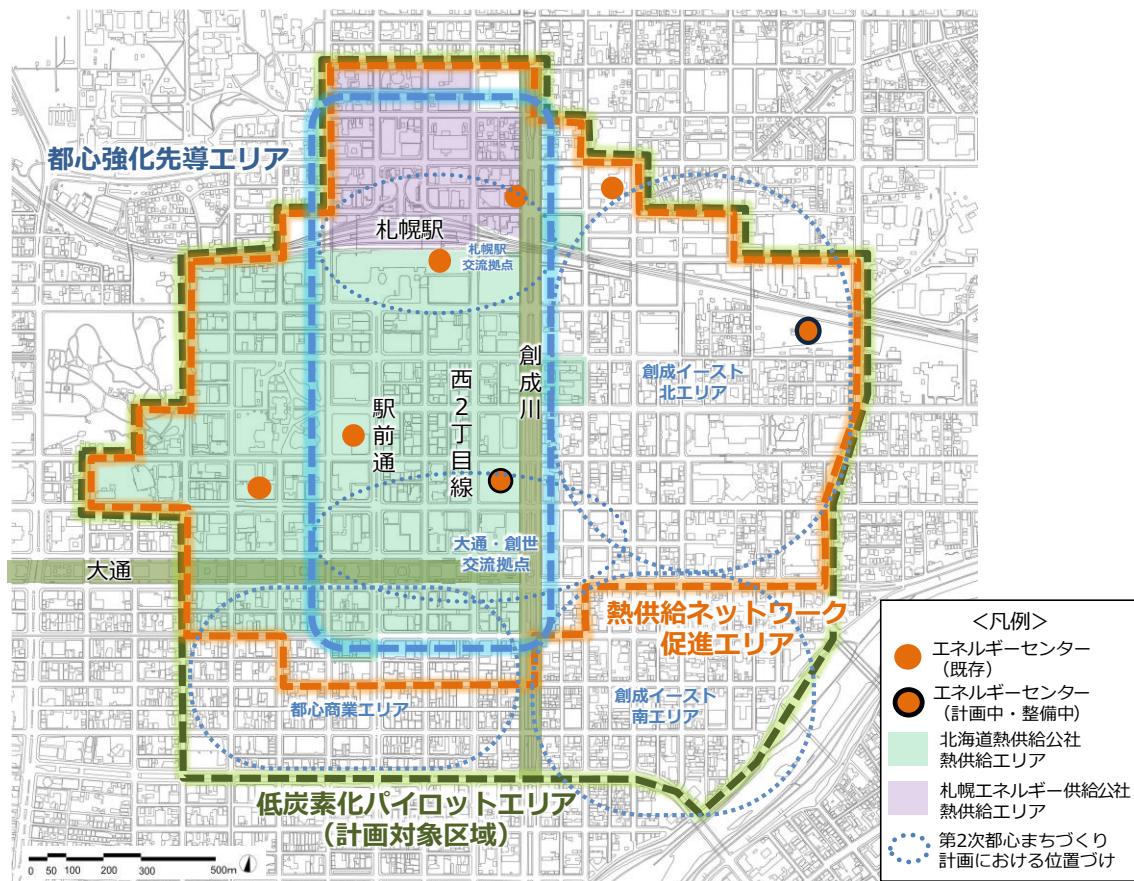 都心強化先導エリア
札幌駅
札幌駅
交流拠点
創成川
創成イースト
北エリア
西2丁目線
駅前通
大通・創世
交流拠点
大通
熱供給ネットワーク
促進エリア
都心商業エリア
創成イースト
南エリア
低炭素化パイロットエリア
（計画対象区域）
0 50 100 200 300 500m
<凡例>
エネルギーセンター
（既存）
エネルギーセンター
（計画中・整備中）
北海道熱供給公社
熱供給エリア
札幌エネルギー供給公社
熱供給エリア
第2次都心まちづくり
計画における位置づけ